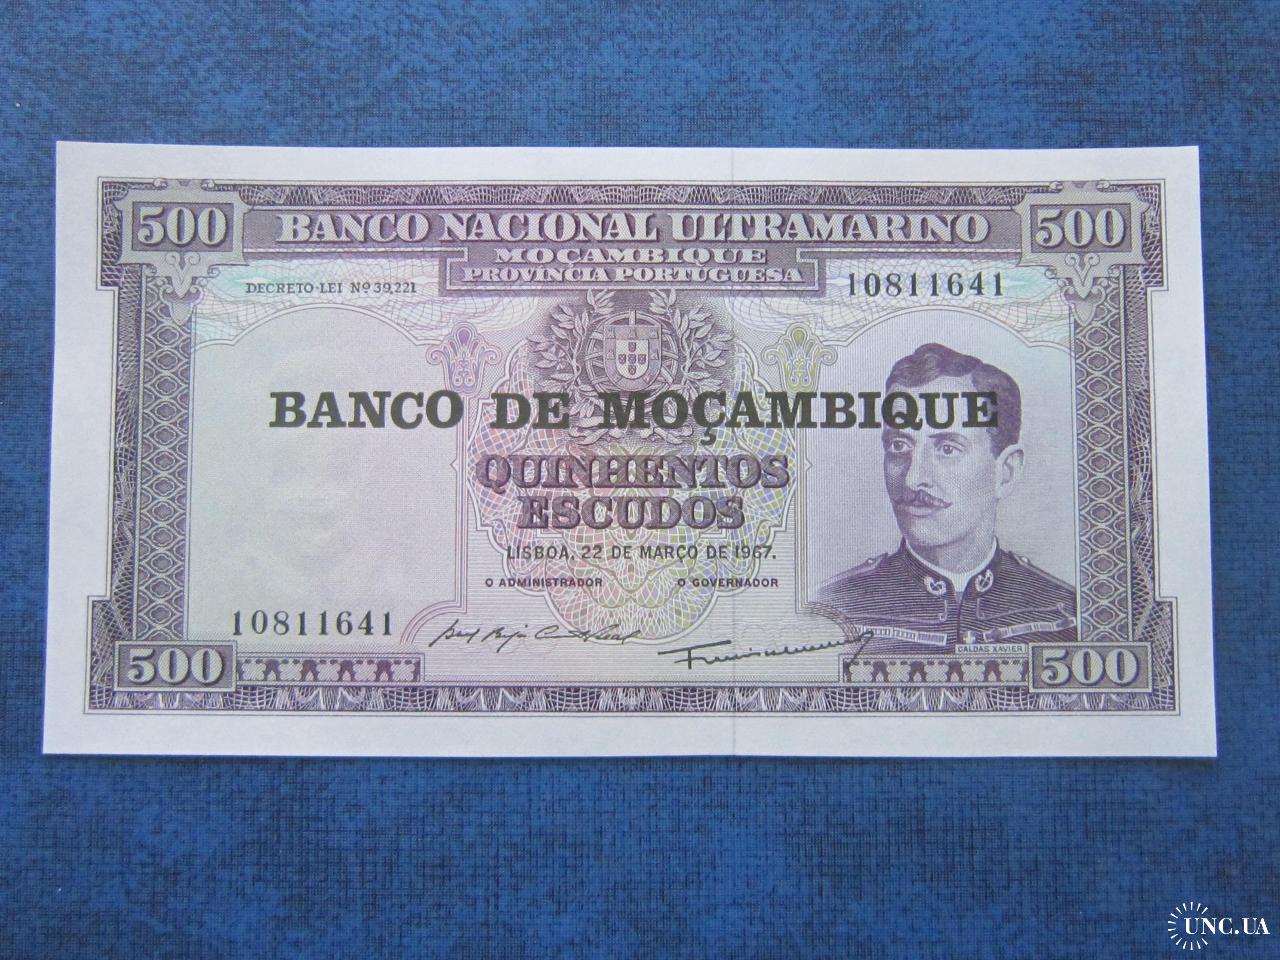 500 BANCO NACIONAL ULTRAMARINO 500
MOÇAMBIQUE
PROVÍNCIA PORTUGUESA
DECRETO-LEI Nº 39,221
10811641
BANCO DE MOÇAMBIQUE
QUINHENTOS
ESCUDOS
LISBOA, 22 DE MARÇO DE 1967.
O ADMINISTRADOR O GOVERNADOR
10811641
CALDAS XAVIER
500 500
UNC.UA